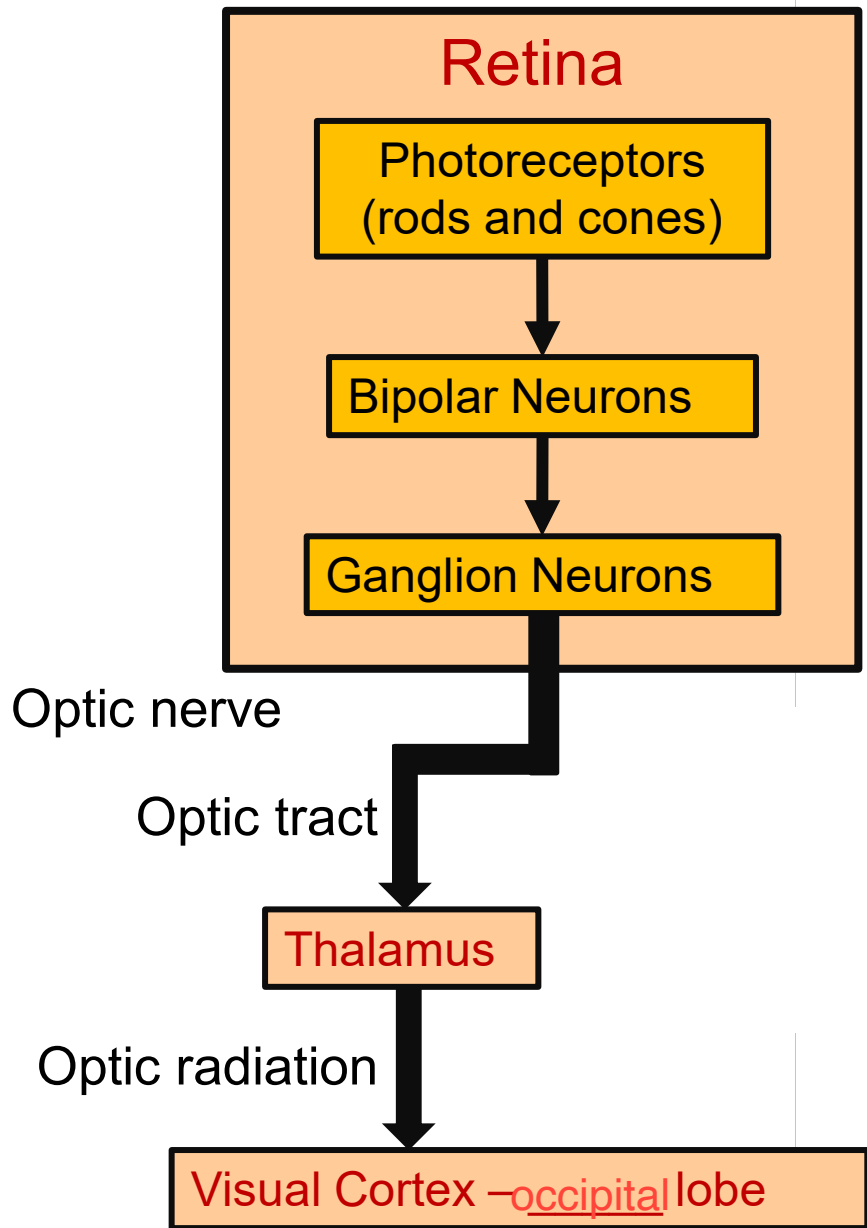 Retina
Photoreceptors
(rods and cones)
Bipolar Neurons
Ganglion Neurons
Optic nerve
Optic tract
Thalamus
Optic radiation
Visual Cortex – occipital lobe